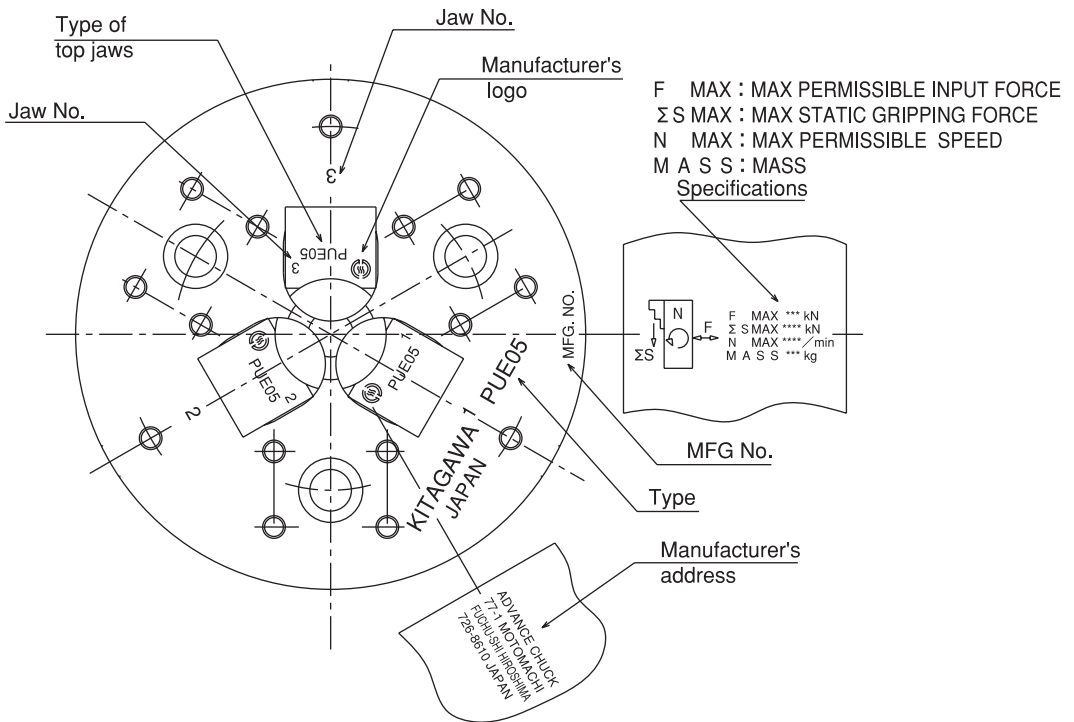 Type of
top jaws
Jaw No.
Manufacturer's
logo
Jaw No.
F MAX : MAX PERMISSIBLE INPUT FORCE
ΣS MAX : MAX STATIC GRIPPING FORCE
N MAX : MAX PERMISSIBLE SPEED
M A S S : MASS
Specifications
3
3
PUE05
MFG. NO.
N
F
ΣS
F MAX *** kN
ΣS MAX **** kN
N MAX ****/min
M A S S *** kg
2
PUE05
2
1
PUE05
KITAGAWA 1 PUE05
JAPAN
MFG No.
Type
Manufacturer's
address
ADVANCE CHUCK
77-1 MOTOMACHI
FUCHU-SHI HIROSHIMA
726-8610 JAPAN